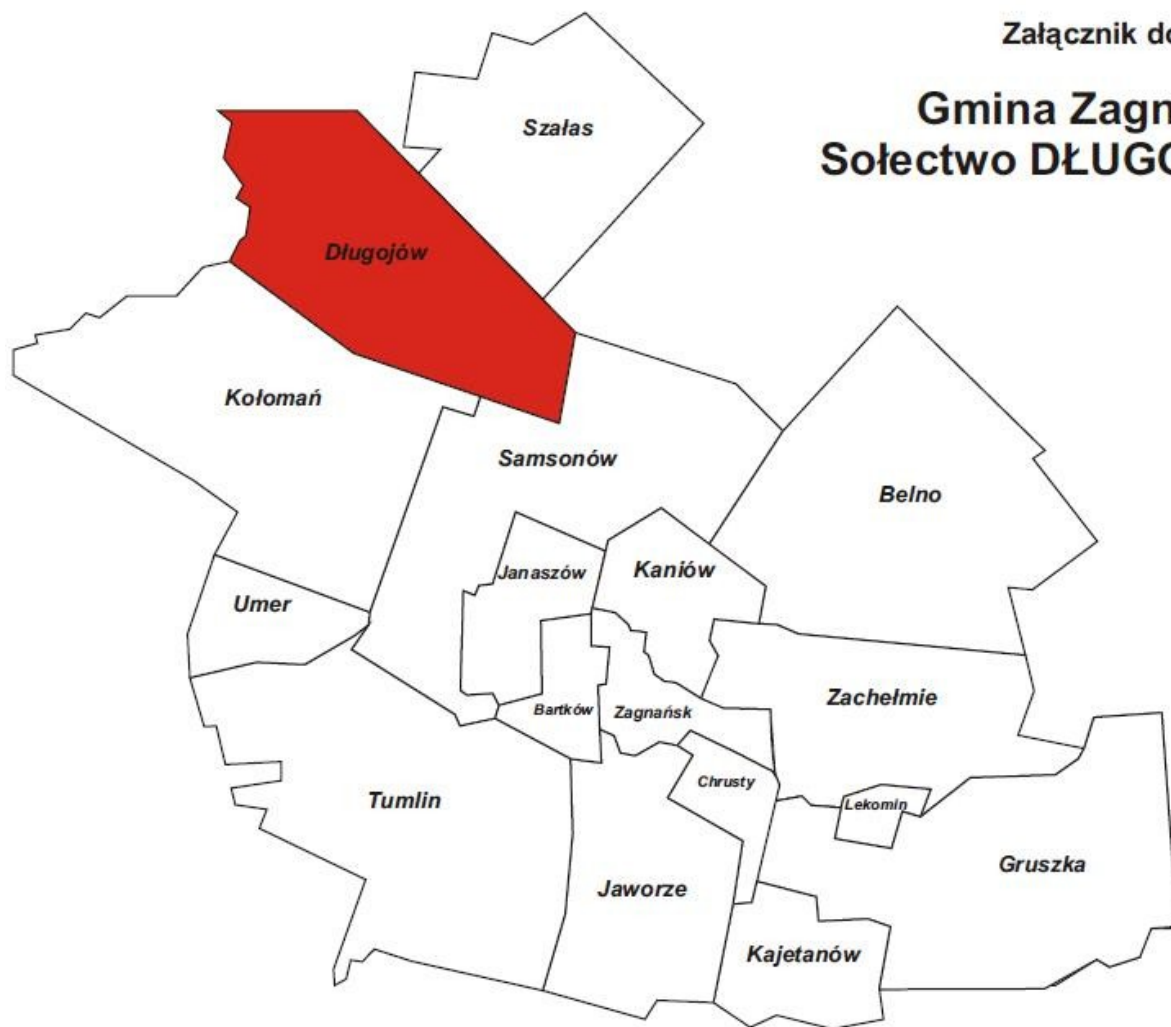 Załącznik do
Gmina Zagn
Sołectwo DŁUGO
Szałas
Długojów
Kołomań
Samsonów
Belno
Janaszów
Kaniów
Umer
Zachełmie
Bartków
Zagnańsk
Chrusty
Tumlin
Lekomin
Gruszka
Jaworze
Kajetanów